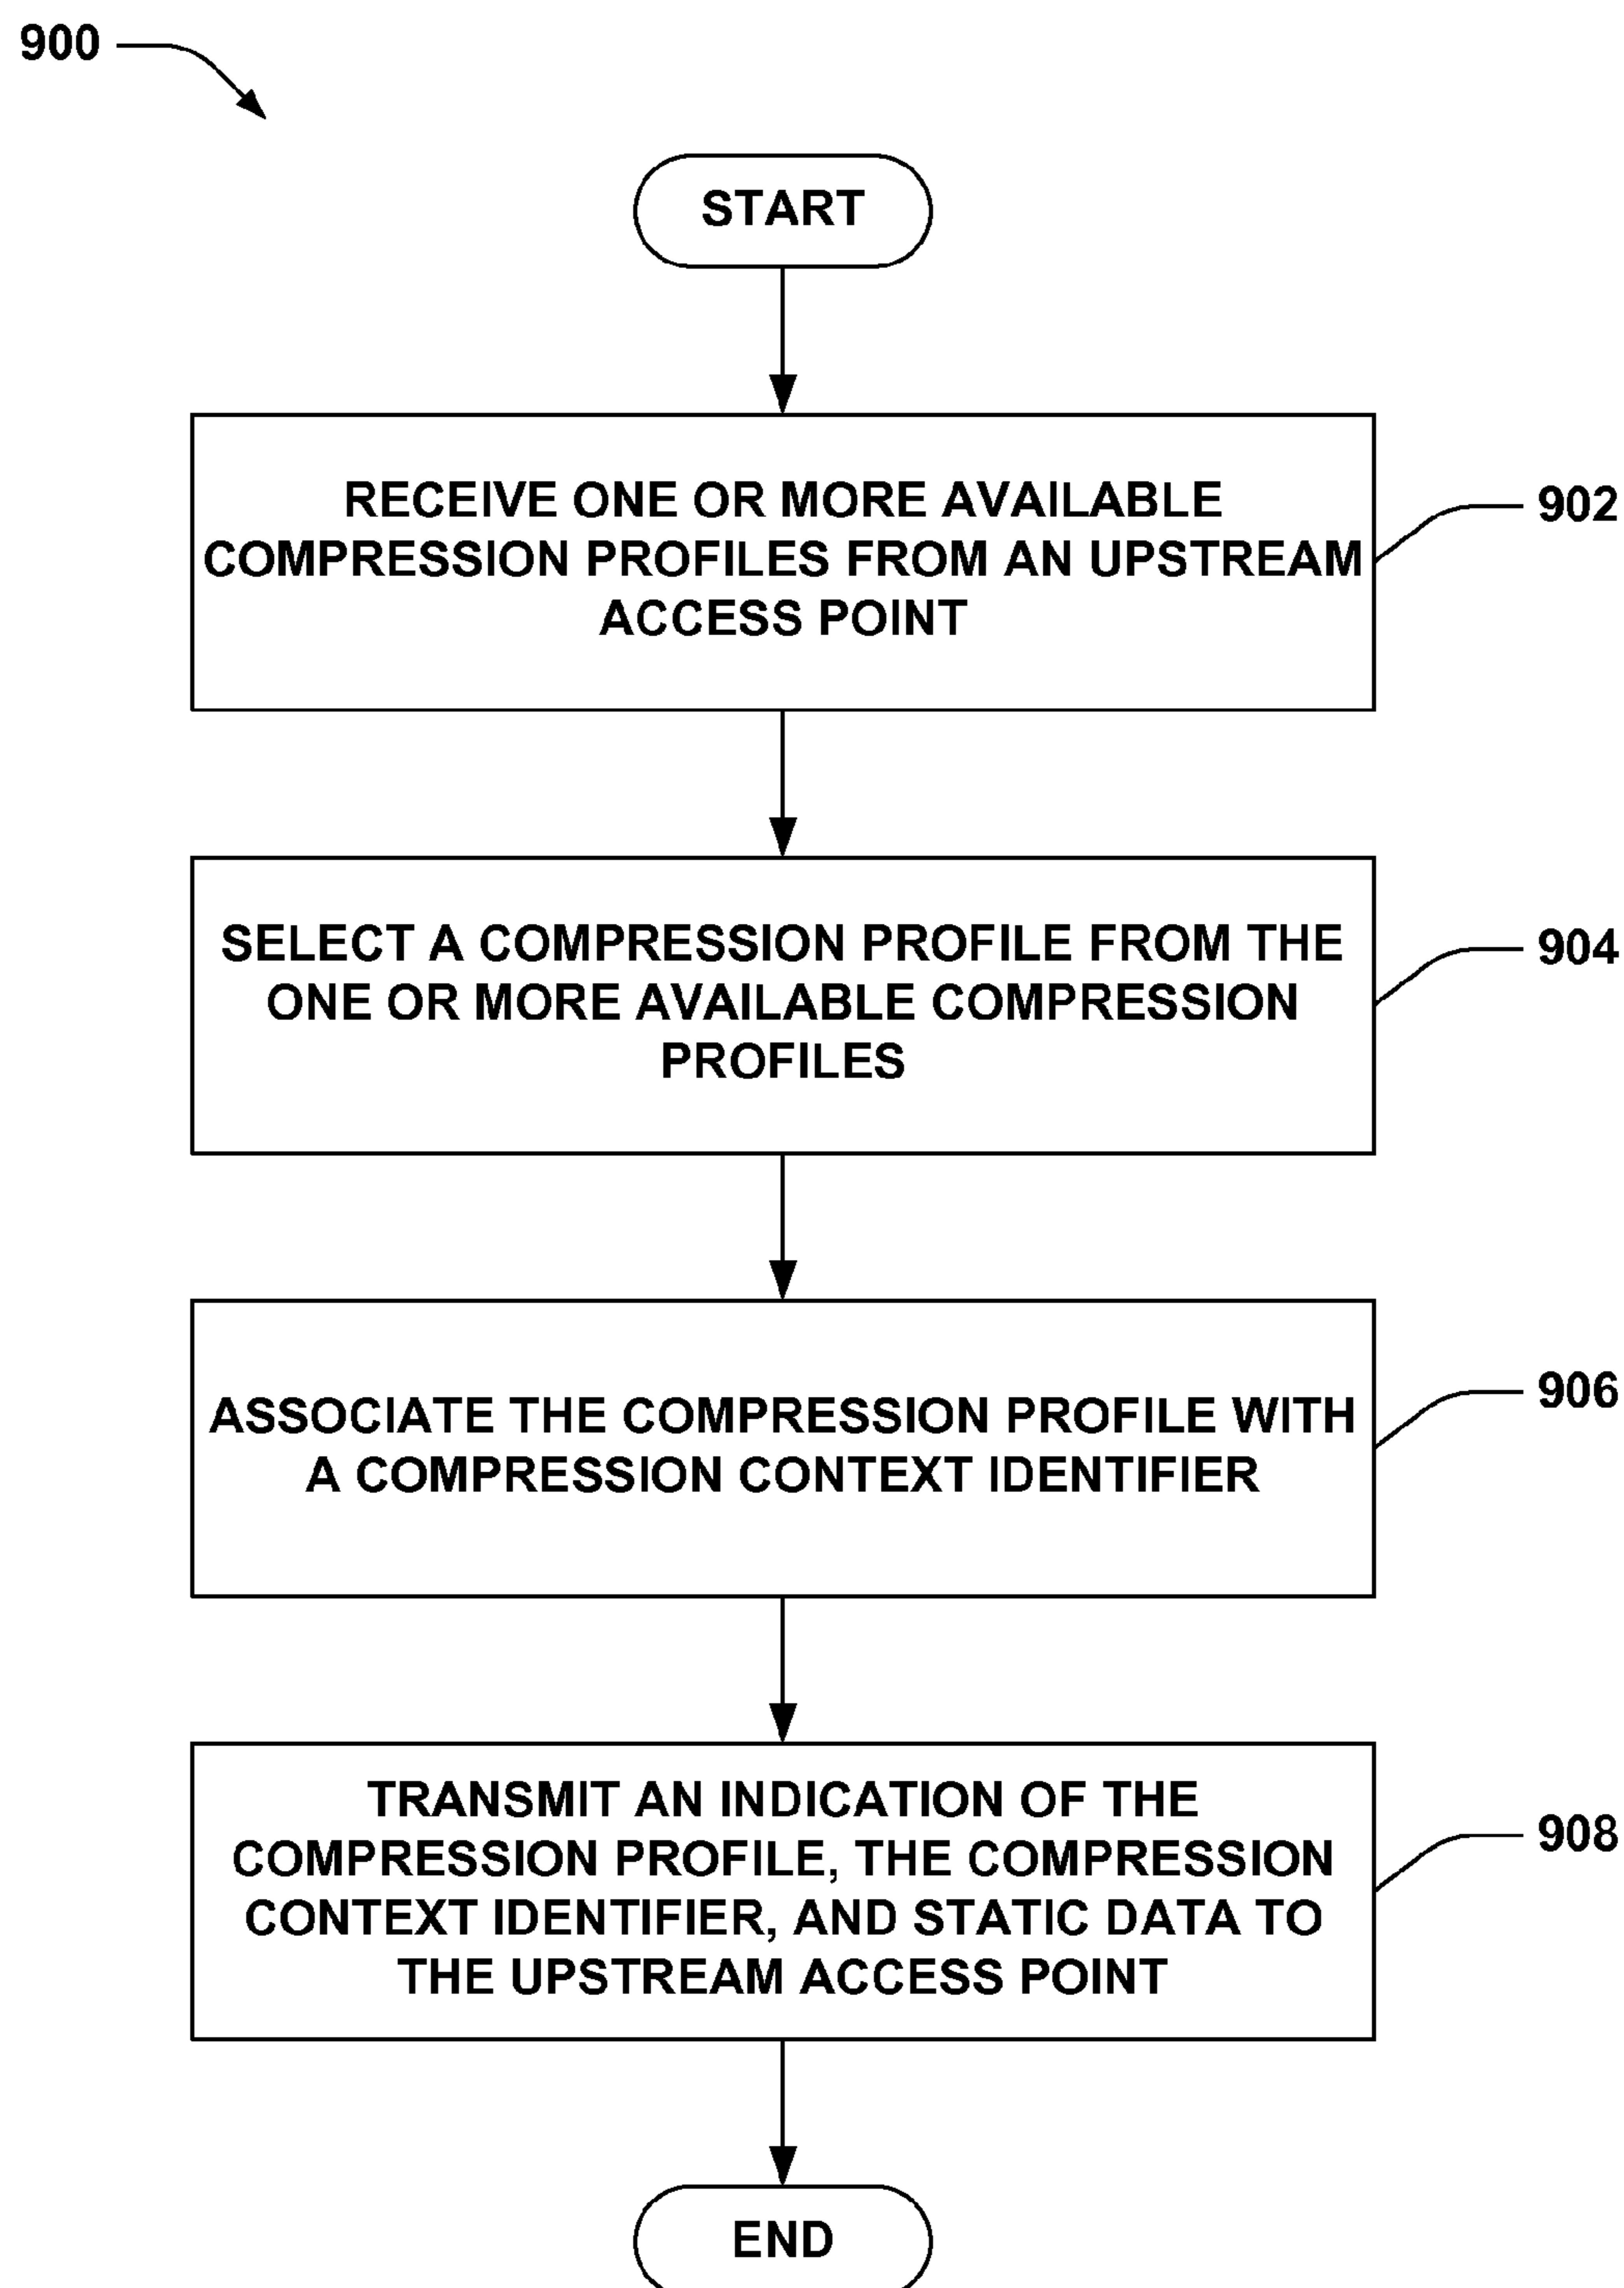 900
START
RECEIVE ONE OR MORE AVAILABLE
COMPRESSION PROFILES FROM AN UPSTREAM
ACCESS POINT
902
SELECT A COMPRESSION PROFILE FROM THE
ONE OR MORE AVAILABLE COMPRESSION
PROFILES
904
ASSOCIATE THE COMPRESSION PROFILE WITH
A COMPRESSION CONTEXT IDENTIFIER
906
TRANSMIT AN INDICATION OF THE
COMPRESSION PROFILE, THE COMPRESSION
CONTEXT IDENTIFIER, AND STATIC DATA TO
THE UPSTREAM ACCESS POINT
908
END